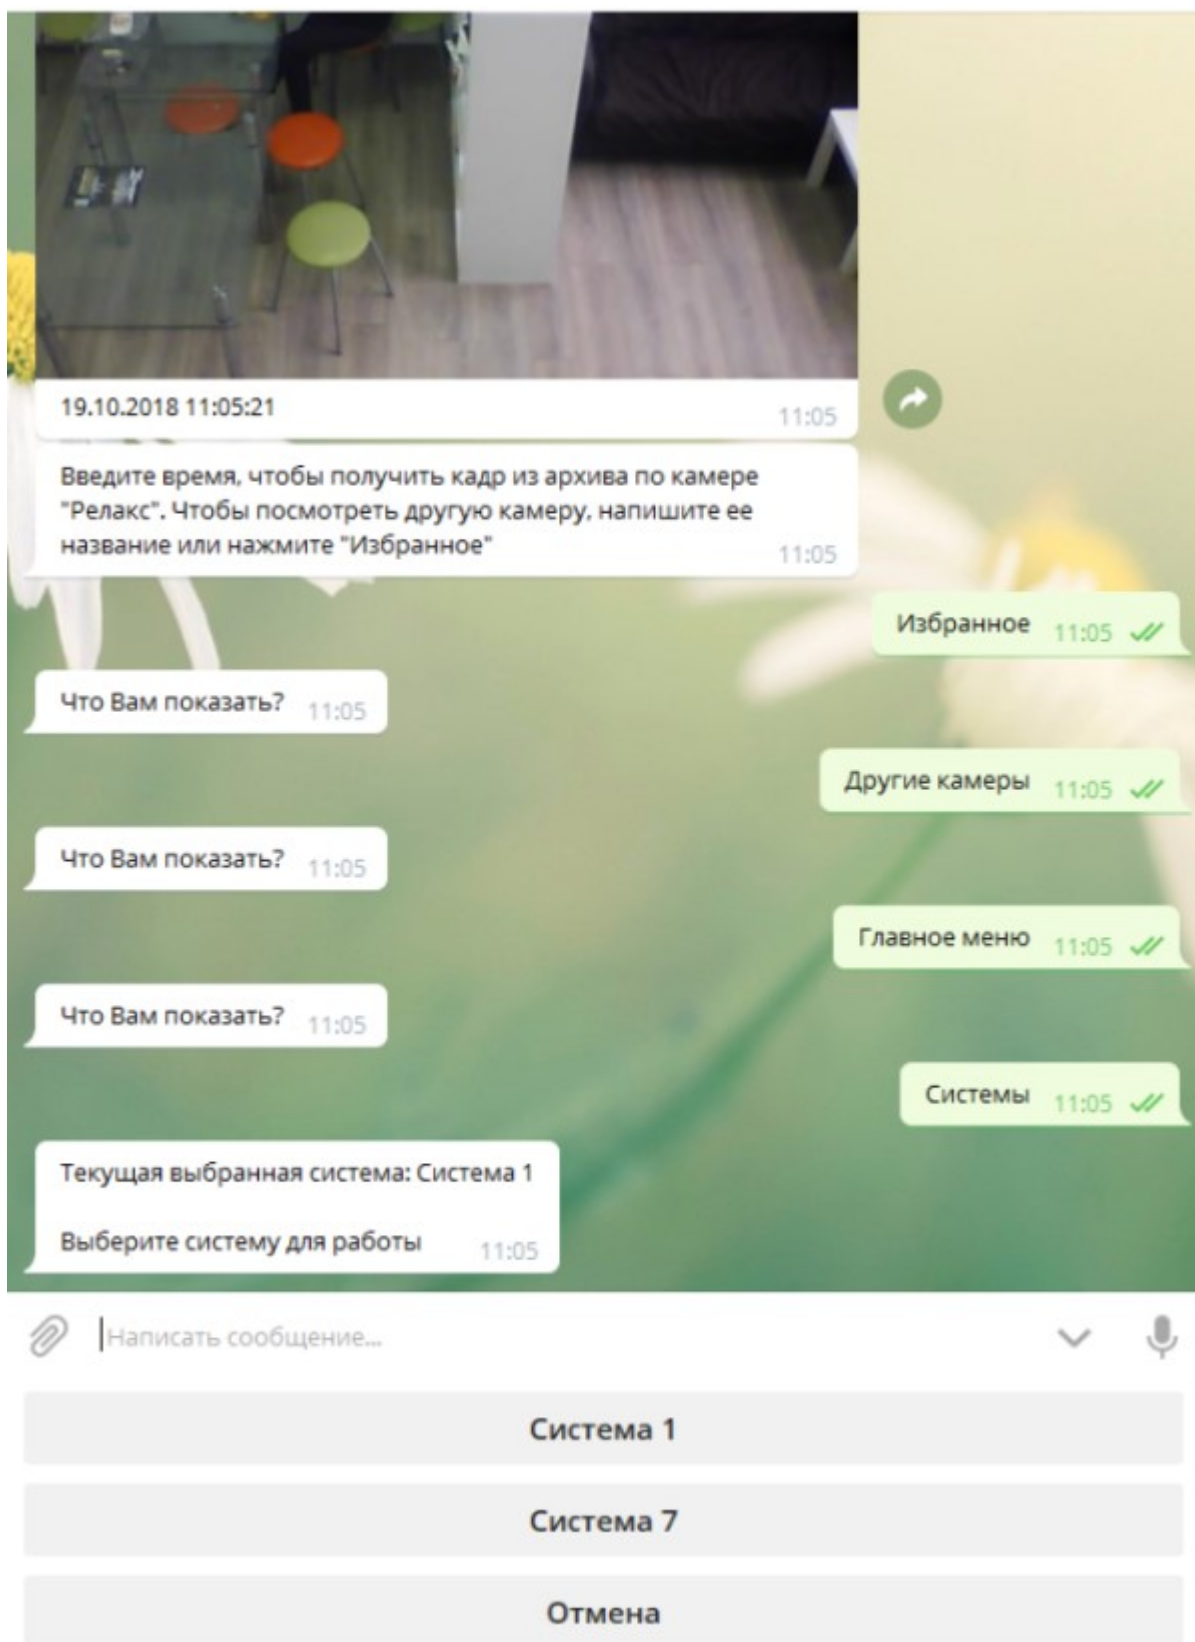 19.10.2018 11:05:21
11:05
Введите время, чтобы получить кадр из архива по камере
"Релакс". Чтобы посмотреть другую камеру, напишите ее
название или нажмите "Избранное"
11:05
Избранное 11:05
Что Вам показать? 11:05
Другие камеры 11:05
Что Вам показать? 11:05
Главное меню 11:05
Что Вам показать? 11:05
Системы 11:05
Текущая выбранная система: Система 1
Выберите систему для работы 11:05
Написать сообщение...
Система 1
Система 7
Отмена